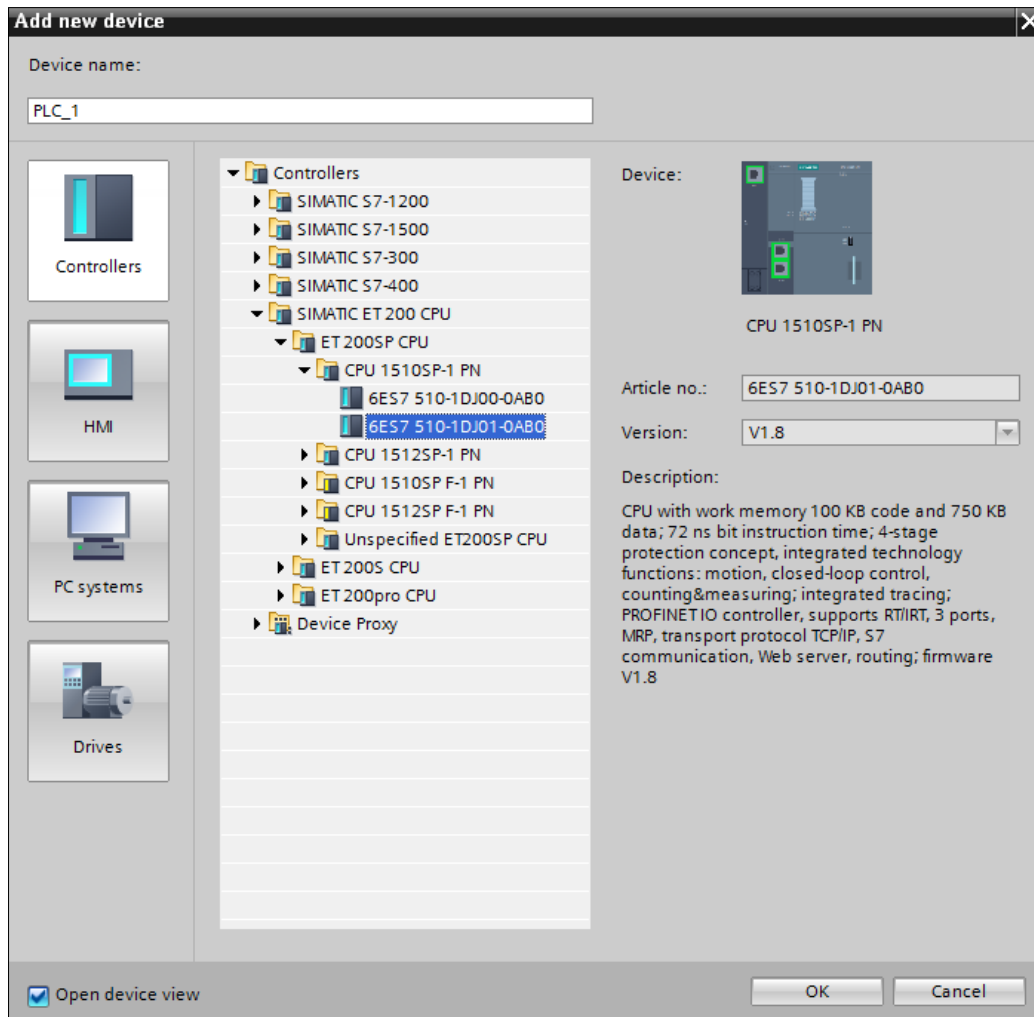 Add new device
Device name:
PLC_1
Controllers
HMI
PC systems
Drives
Controllers
SIMATIC S7-1200
SIMATIC S7-1500
SIMATIC S7-300
SIMATIC S7-400
SIMATIC ET 200 CPU
ET 200SP CPU
CPU 1510SP-1 PN
6ES7 510-1DJ00-0AB0
6ES7 510-1DJ01-0AB0
CPU 1512SP-1 PN
CPU 1510SP F-1 PN
CPU 1512SP F-1 PN
Unspecified ET200SP CPU
ET 200S CPU
ET 200pro CPU
Device Proxy
Device:
CPU 1510SP-1 PN
Article no.: 6ES7 510-1DJ01-0AB0
Version: V1.8
Description:
CPU with work memory 100 KB code and 750 KB
data; 72 ns bit instruction time; 4-stage
protection concept, integrated technology
functions: motion, closed-loop control,
counting&measuring; integrated tracing;
PROFINET IO controller, supports RT/IRT, 3 ports,
MRP, transport protocol TCP/IP, S7
communication, Web server, routing; firmware
V1.8
Open device view
OK
Cancel